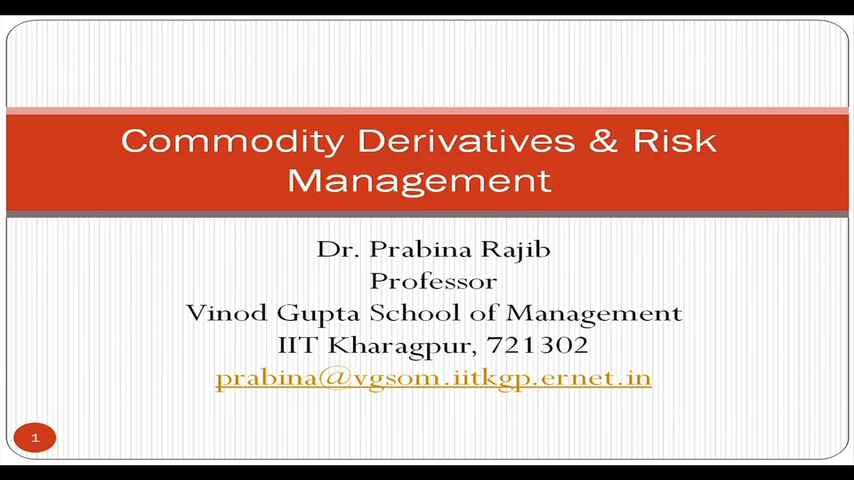 Commodity Derivatives & Risk
Management
Dr. Prabina Rajib
Professor
Vinod Gupta School of Management
IIT Kharagpur, 721302
prabina@vgsom.iitkgp.ernet.in
1